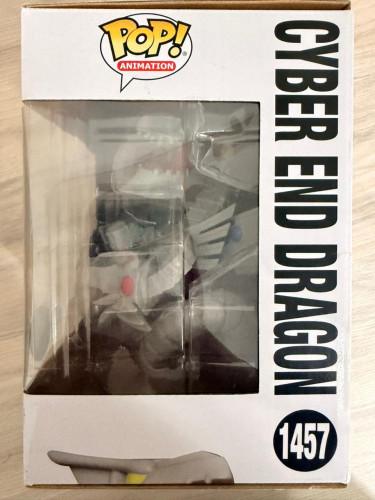 POP!
ANIMATION
CYBER END DRAGON
1457